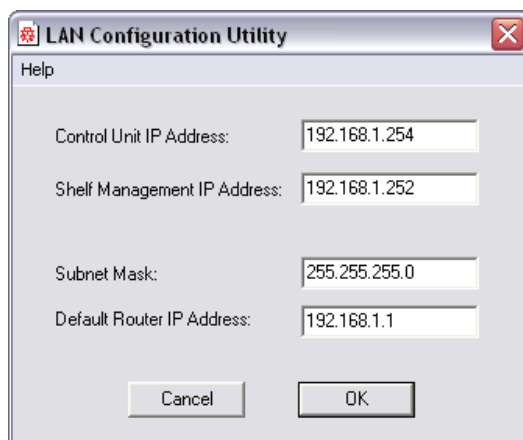 LAN Configuration Utility
Help
Control Unit IP Address: 192.168.1.254
Shelf Management IP Address: 192.168.1.252
Subnet Mask: 255.255.255.0
Default Router IP Address: 192.168.1.1
Cancel OK